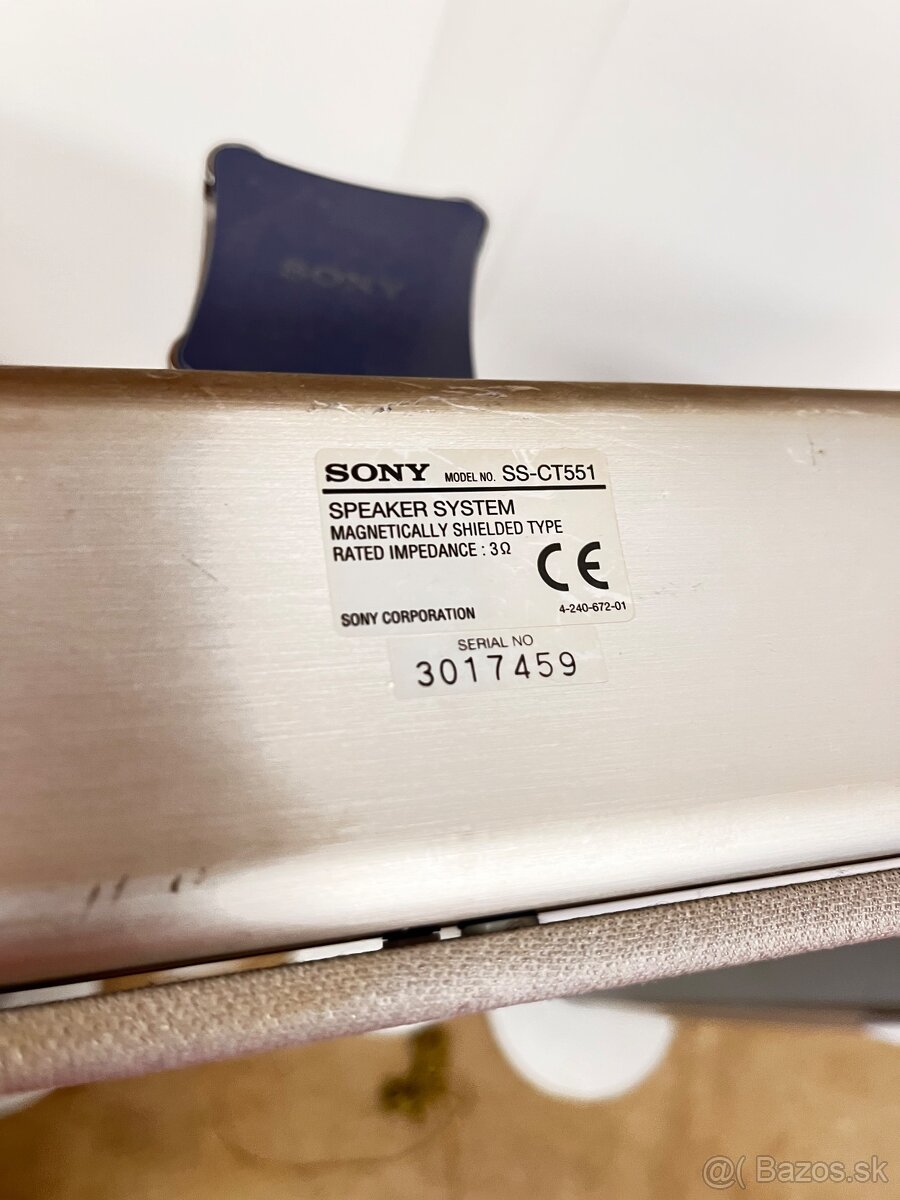 SONY
SONY MODEL NO. SS-CT551
SPEAKER SYSTEM
MAGNETICALLY SHIELDED TYPE
RATED IMPEDANCE : 3Ω
CE
SONY CORPORATION 4-240-672-01
SERIAL NO
3017459
@( Bazos.sk